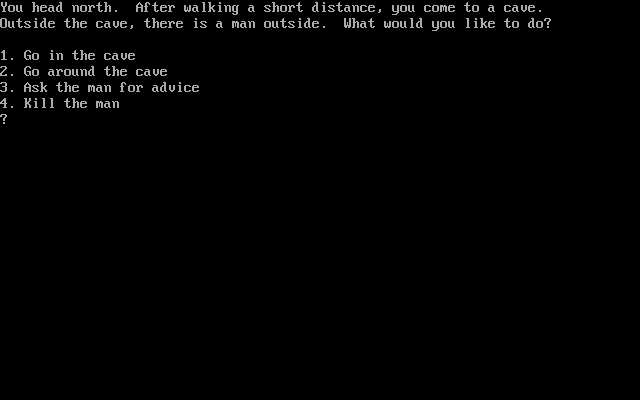 You head north.  After walking a short distance, you come to a cave.
Outside the cave, there is a man outside.  What would you like to do?
1. Go in the cave
2. Go around the cave
3. Ask the man for advice
4. Kill the man
?